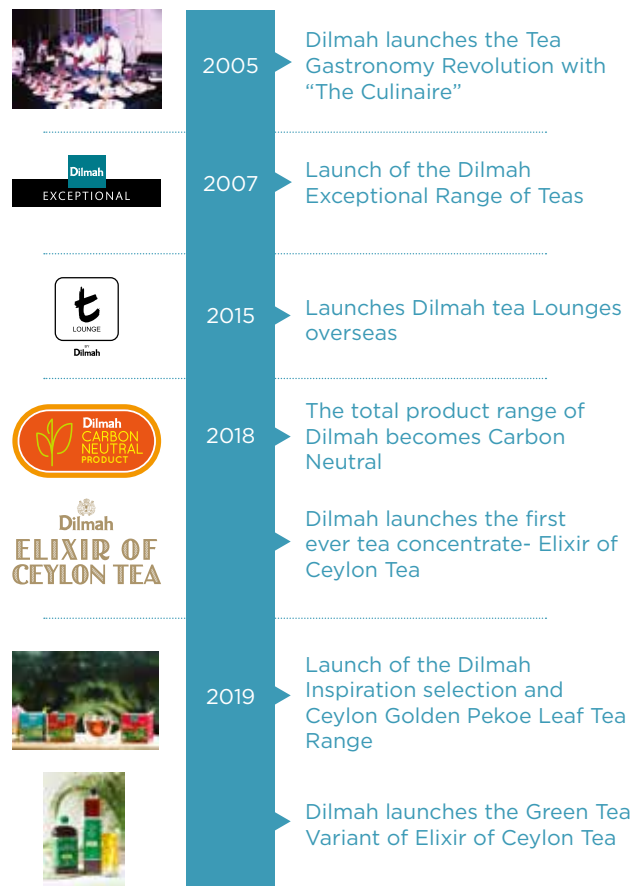 2005
Dilmah launches the Tea
Gastronomy Revolution with
“The Culinaire”
Dilmah
EXCEPTIONAL
2007
Launch of the Dilmah
Exceptional Range of Teas
t
LOUNGE
BY
Dilmah
2015
Launches Dilmah tea Lounges
overseas
Dilmah
CARBON
NEUTRAL
PRODUCT
2018
The total product range of
Dilmah becomes Carbon
Neutral
Dilmah
ELIXIR OF
CEYLON TEA
Dilmah launches the first
ever tea concentrate- Elixir of
Ceylon Tea
2019
Launch of the Dilmah
Inspiration selection and
Ceylon Golden Pekoe Leaf Tea
Range
Dilmah launches the Green Tea
Variant of Elixir of Ceylon Tea